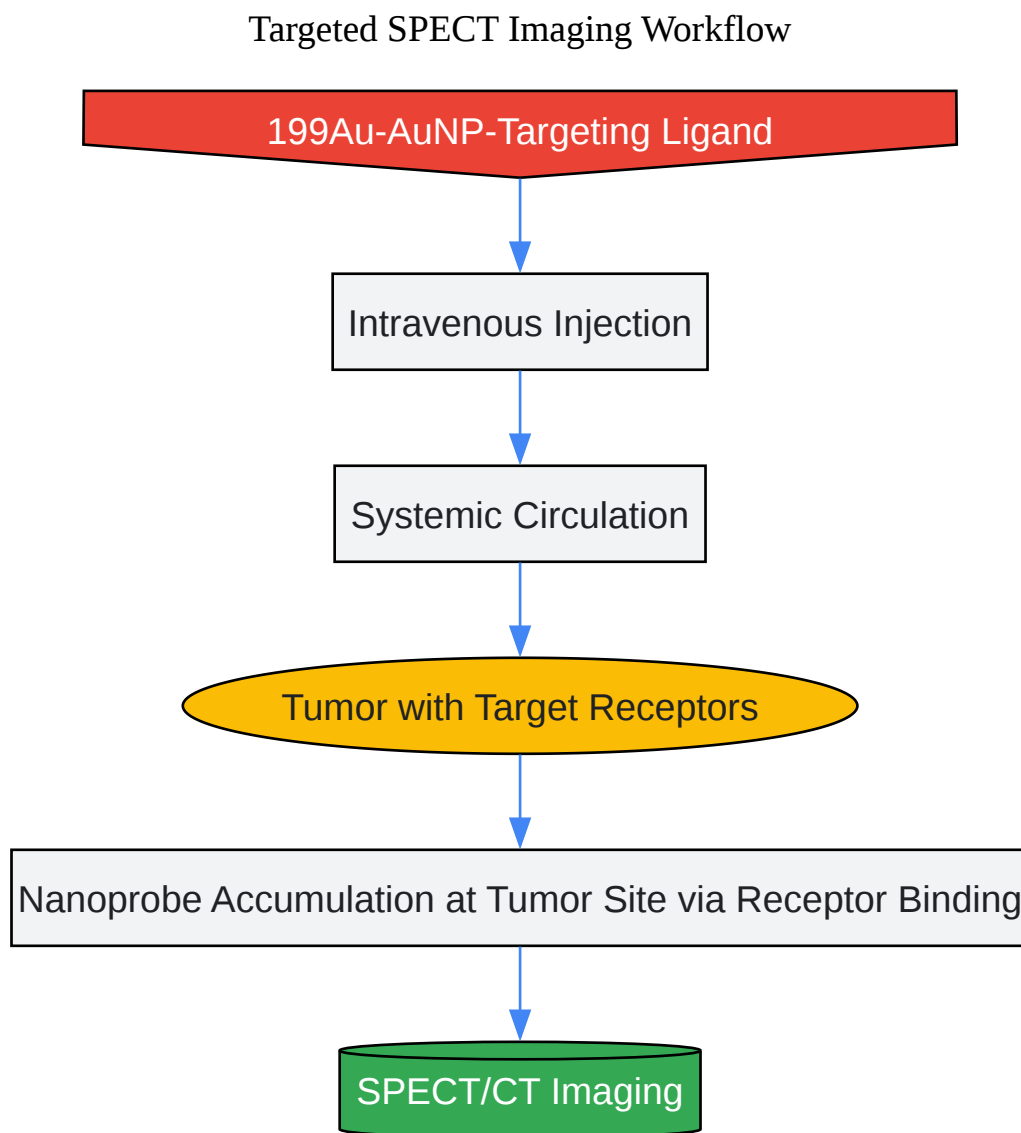 Targeted SPECT Imaging Workflow
199Au-AuNP-Targeting Ligand
Intravenous Injection
Systemic Circulation
Tumor with Target Receptors
Nanoprobe Accumulation at Tumor Site via Receptor Binding
SPECT/CT Imaging